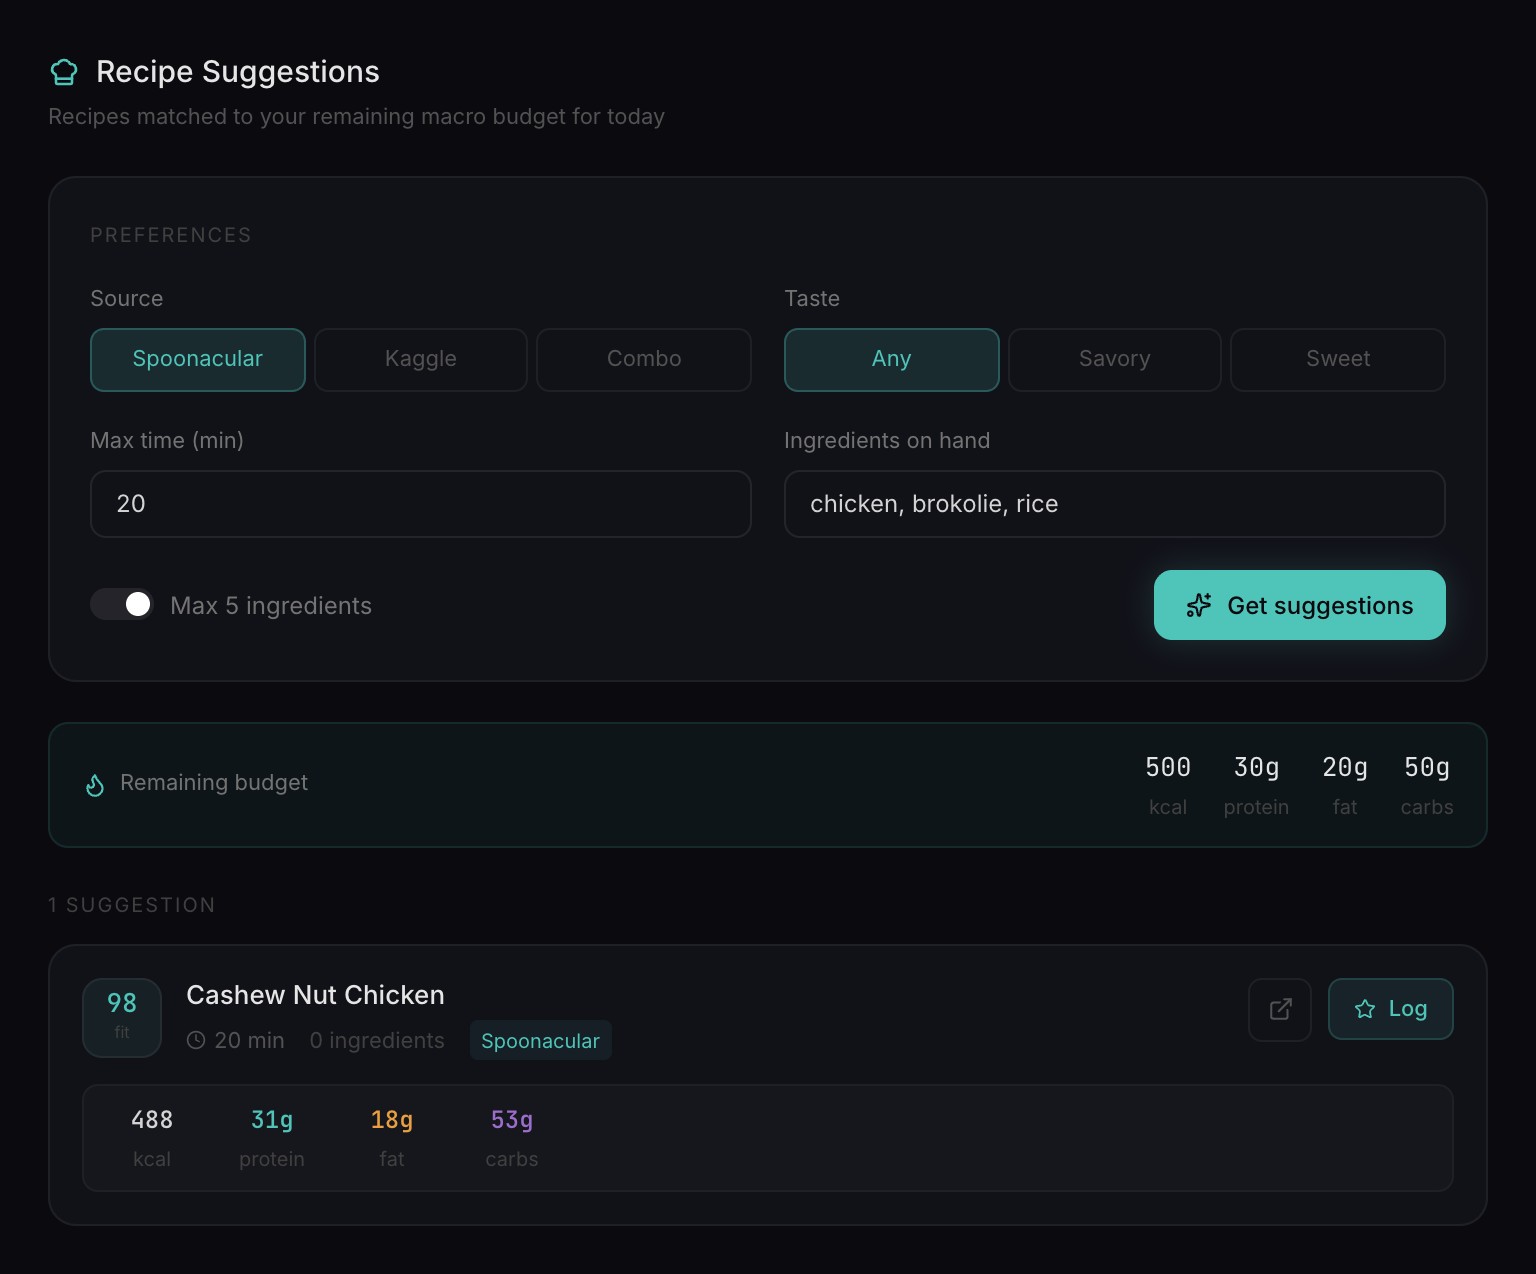 Recipe Suggestions
Recipes matched to your remaining macro budget for today
PREFERENCES
Source
Spoonacular Kaggle Combo
Taste
Any Savory Sweet
Max time (min)
20
Ingredients on hand
chicken, brokolie, rice
Max 5 ingredients
Get suggestions
Remaining budget
500 30g 20g 50g
kcal protein fat carbs
1 SUGGESTION
98
fit
Cashew Nut Chicken
20 min 0 ingredients Spoonacular
Log
488 31g 18g 53g
kcal protein fat carbs